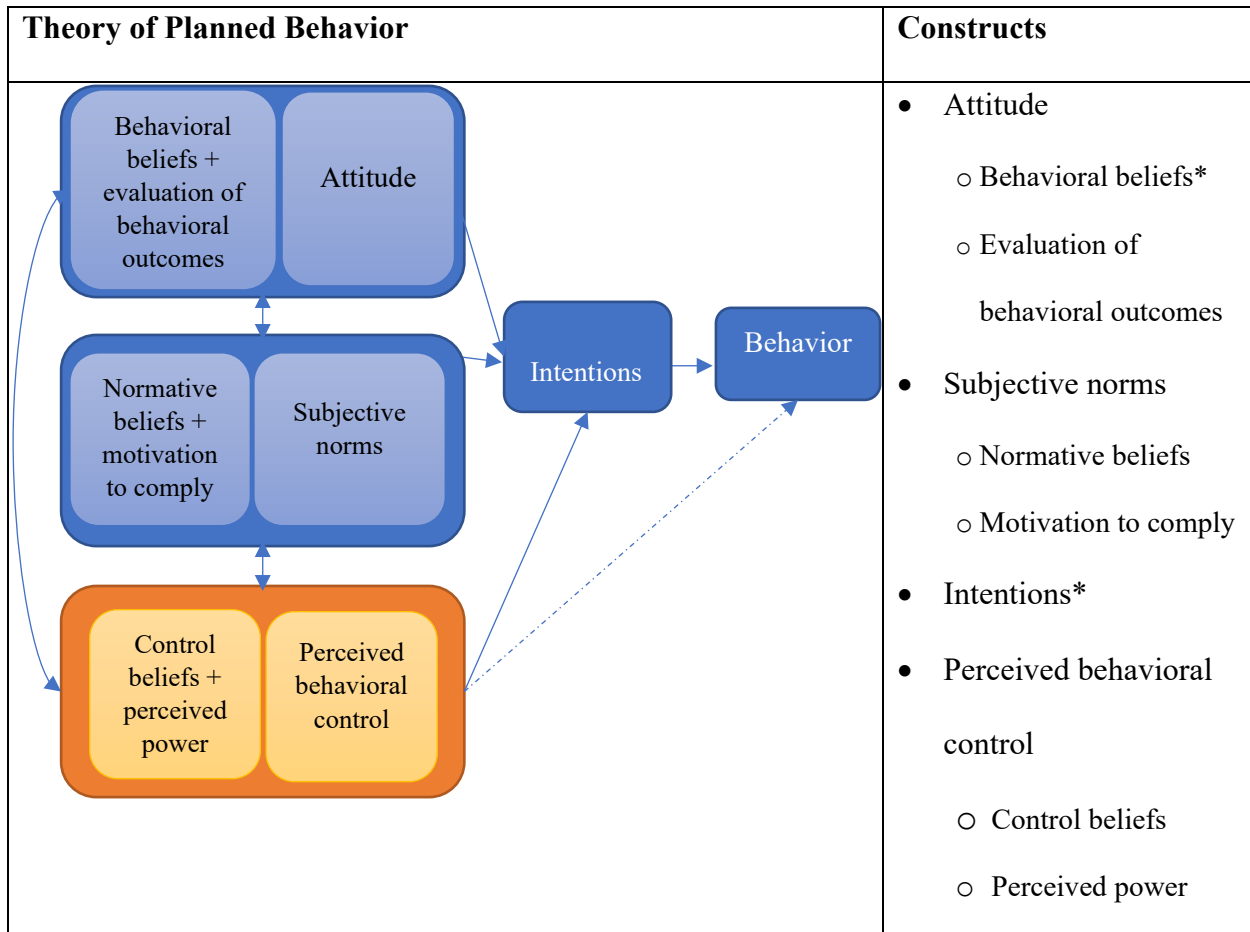 Theory of Planned Behavior
Constructs
Behavioral
beliefs +
evaluation of
behavioral
outcomes
Attitude
Normative
beliefs +
motivation
to comply
Subjective
norms
Control
beliefs +
perceived
power
Perceived
behavioral
control
Intentions
Behavior
• Attitude
o Behavioral beliefs*
o Evaluation of
behavioral outcomes
• Subjective norms
o Normative beliefs
o Motivation to comply
• Intentions*
• Perceived behavioral
control
o Control beliefs
o Perceived power